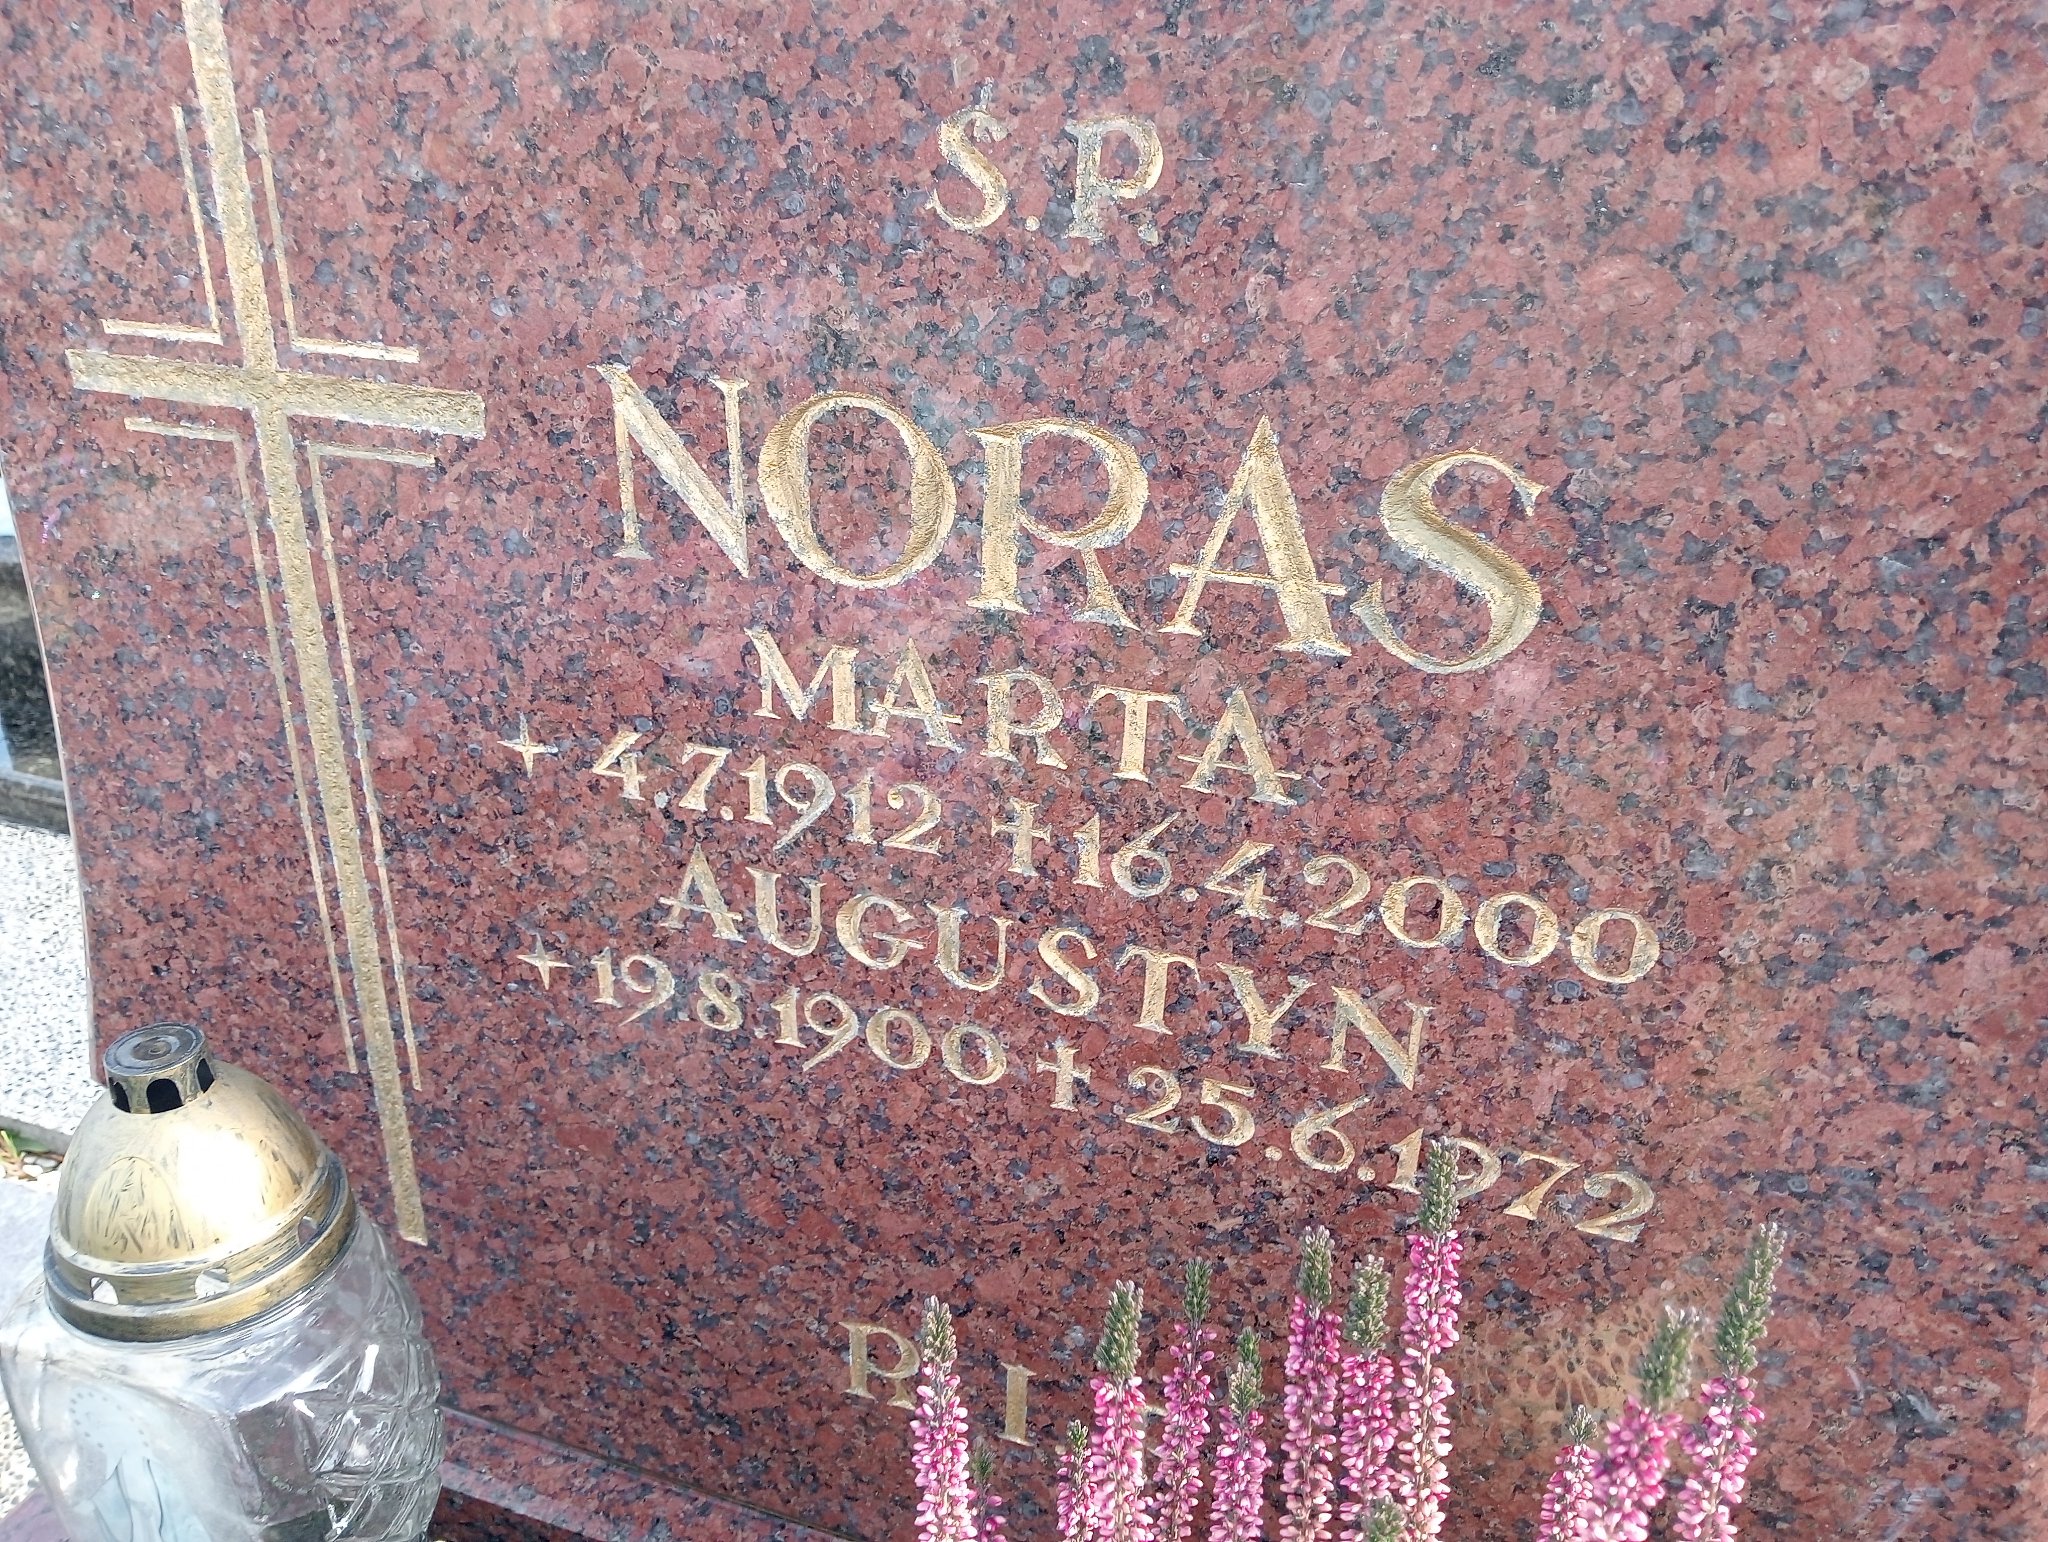 Ś.P.
NORAS
MARTA
4.7.1912 ✝ 16.4.2000
AUGUSTYN
19.8.1900 ✝ 25.6.1972
R. I.